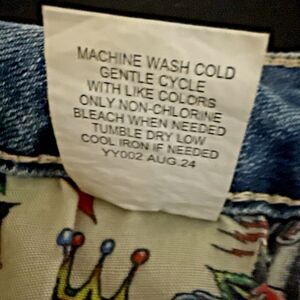 MACHINE WASH COLD
GENTLE CYCLE
WITH LIKE COLORS
ONLY NON-CHLORINE
BLEACH WHEN NEEDED
TUMBLE DRY LOW
COOL IRON IF NEEDED
YY002 AUG.24